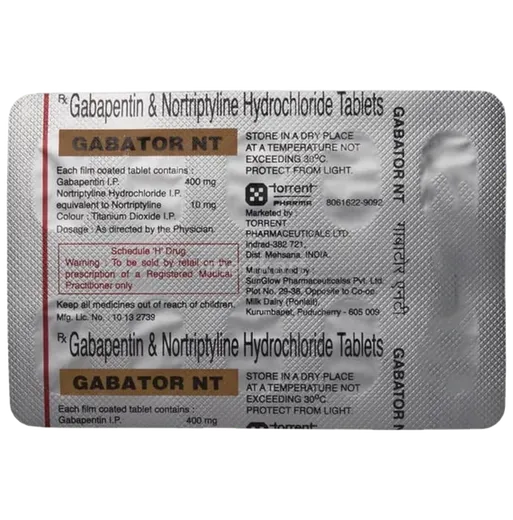 Rx Gabapentin & Nortriptyline Hydrochloride Tablets
GABATOR NT
Each film coated tablet contains :
Gabapentin I.P. 400 mg
Nortriptyline Hydrochloride I.P.
equivalent to Nortriptyline 10 mg
Colour : Titanium Dioxide I.P.
Dosage : As directed by the Physician.
Schedule 'H' Drug
Warning : To be sold by retail on the
prescription of a Registered Medical
Practitioner only
Keep all medicines out of reach of children.
Mfg. Lic. No. : 10 13 2739
STORE IN A DRY PLACE
AT A TEMPERATURE NOT
EXCEEDING 30°C.
PROTECT FROM LIGHT.
torrent
PHARMA 8061622-9092
Marketed by
TORRENT
PHARMACEUTICALS LTD.
Indrad-382 721,
Dist. Mehsana, INDIA.
Manufactured by :
SunGlow Pharmaceuticalss Pvt. Ltd.
Plot No. 29-38, Opposite to Co-op.
Milk Dairy (Ponlait),
Kurumbapet, Puducherry - 605 009
GABATOR NT गाबाटोर एनटी
Rx Gabapentin & Nortriptyline Hydrochloride Tablets
GABATOR NT
Each film coated tablet contains :
Gabapentin I.P. 400 mg
STORE IN A DRY PLACE
AT A TEMPERATURE NOT
EXCEEDING 30°C.
PROTECT FROM LIGHT.
torrent
GABATOR NT